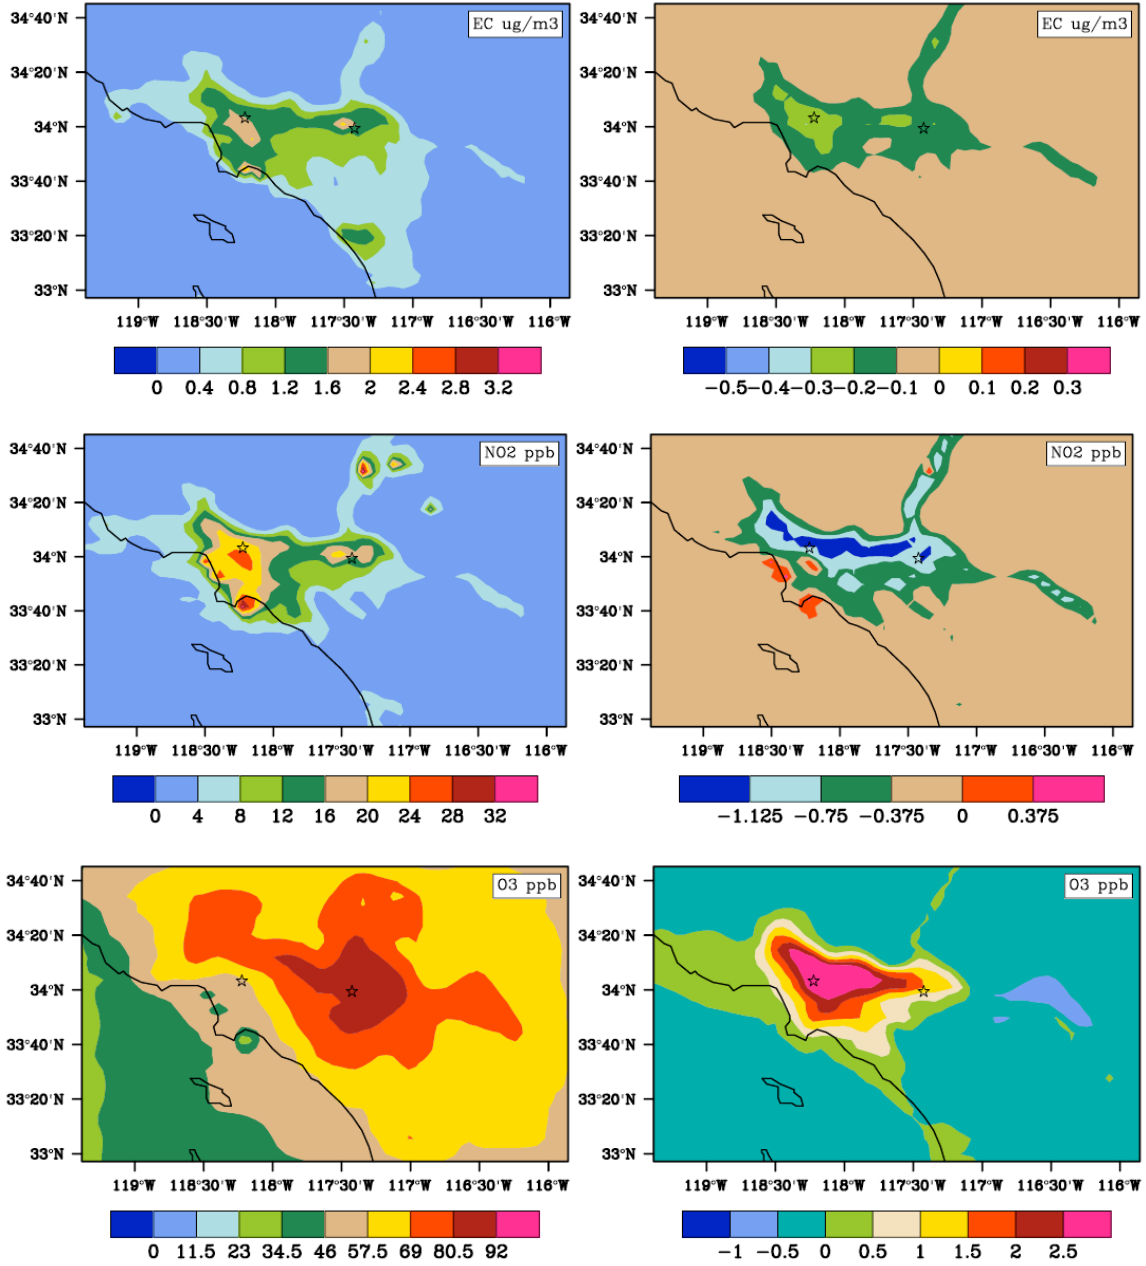 EC ug/m3
34°40'N
34°20'N
34°N
33°40'N
33°20'N
33°N
119°W 118°30'W 118°W 117°30'W 117°W 116°30'W 116°W
0 0.4 0.8 1.2 1.6 2 2.4 2.8 3.2
EC ug/m3
34°40'N
34°20'N
34°N
33°40'N
33°20'N
33°N
119°W 118°30'W 118°W 117°30'W 117°W 116°30'W 116°W
-0.5 -0.4 -0.3 -0.2 -0.1 0 0.1 0.2 0.3
NO2 ppb
34°40'N
34°20'N
34°N
33°40'N
33°20'N
33°N
119°W 118°30'W 118°W 117°30'W 117°W 116°30'W 116°W
0 4 8 12 16 20 24 28 32
NO2 ppb
34°40'N
34°20'N
34°N
33°40'N
33°20'N
33°N
119°W 118°30'W 118°W 117°30'W 117°W 116°30'W 116°W
-1.125 -0.75 -0.375 0 0.375
O3 ppb
34°40'N
34°20'N
34°N
33°40'N
33°20'N
33°N
119°W 118°30'W 118°W 117°30'W 117°W 116°30'W 116°W
0 11.5 23 34.5 46 57.5 69 80.5 92
O3 ppb
34°40'N
34°20'N
34°N
33°40'N
33°20'N
33°N
119°W 118°30'W 118°W 117°30'W 117°W 116°30'W 116°W
-1 -0.5 0 0.5 1 1.5 2 2.5